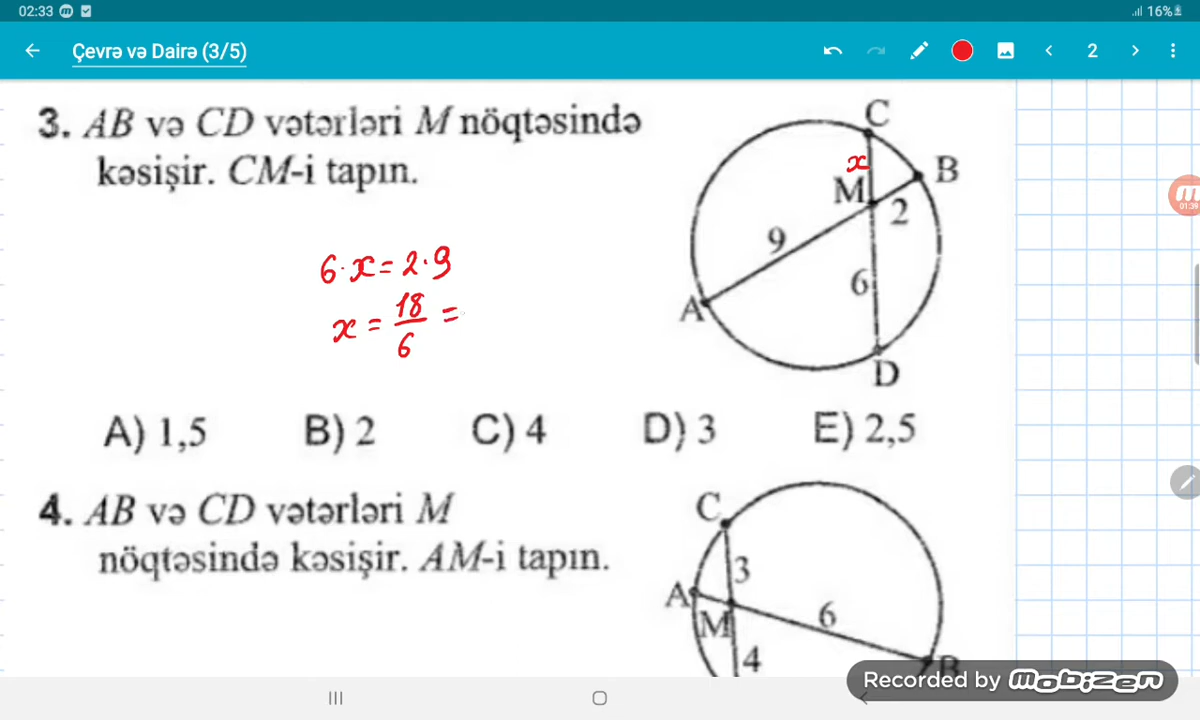 02:33
16%
Çevrə və Dairə (3/5)
2
3. AB və CD vətərləri M nöqtəsində
kəsişir. CM-i tapın.
C
x
B
M
2
9
6
A
D
01:39
6·x=2·9
x = 18/6 =
A) 1,5 B) 2 C) 4 D) 3 E) 2,5
4. AB və CD vətərləri M
nöqtəsində kəsişir. AM-i tapın.
C
3
A
M
6
4
B
Recorded by mobizen